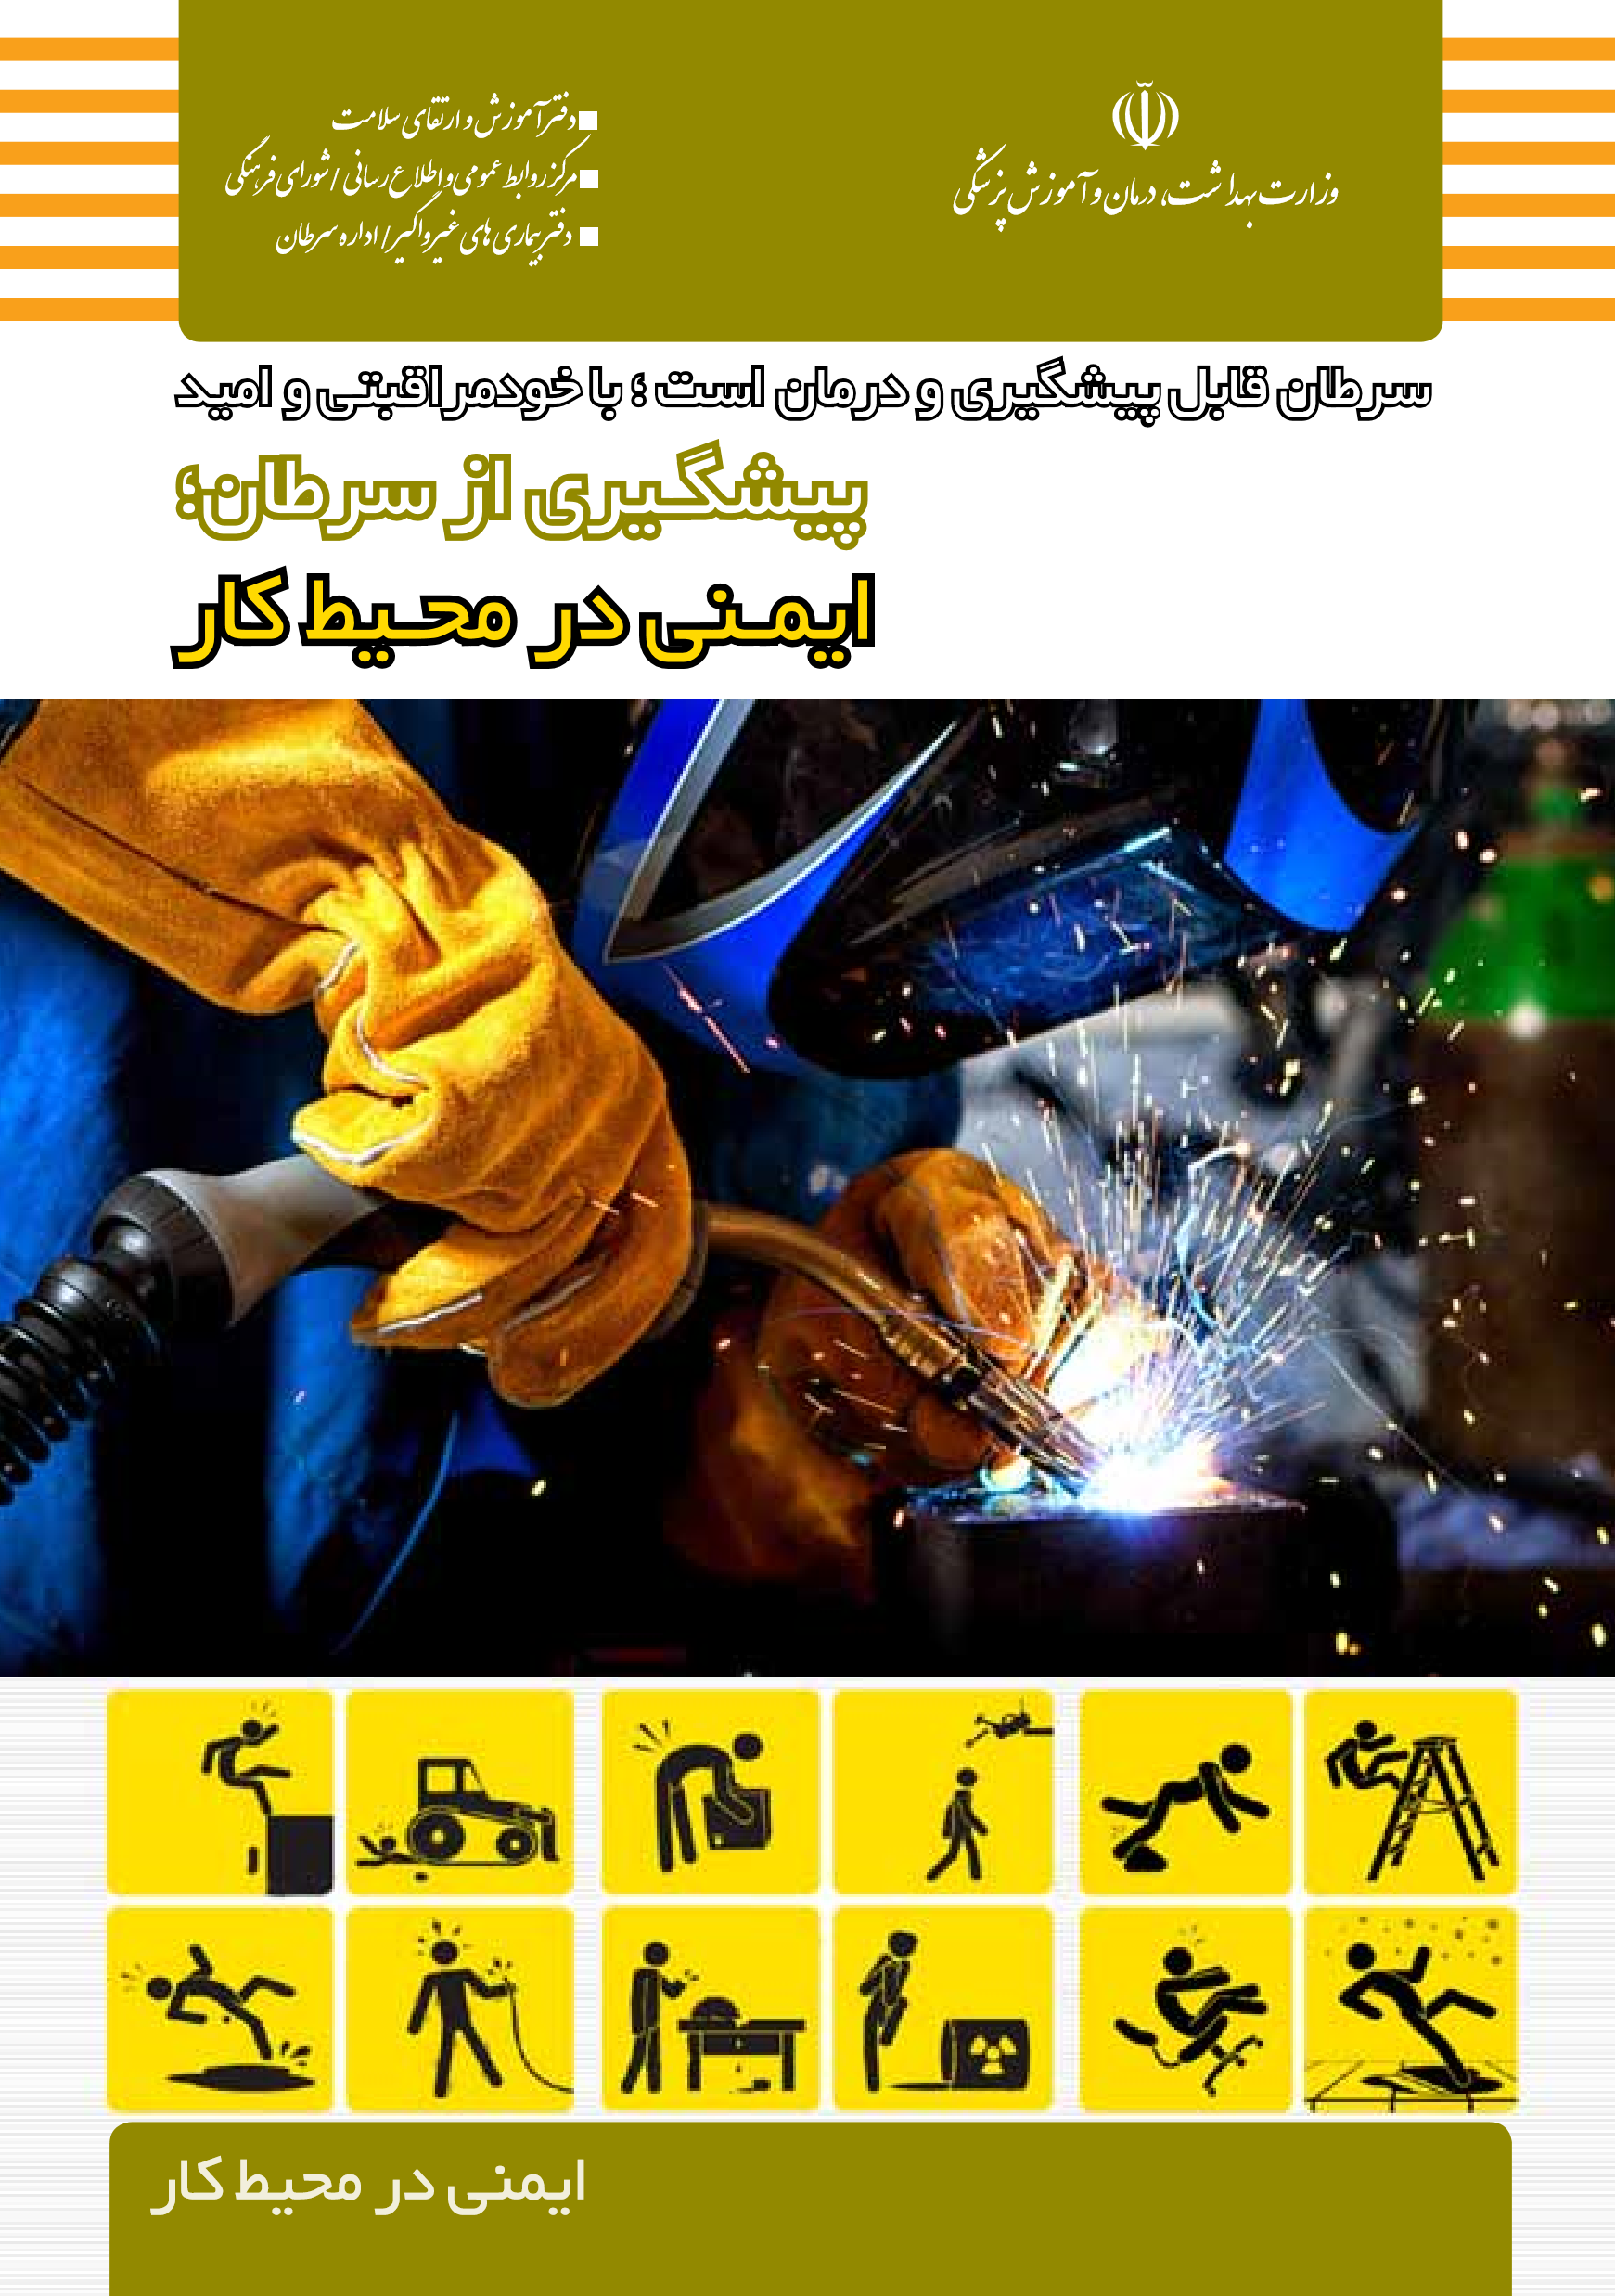 وزارت بهداشت، درمان و آموزش پزشکی
دفتر آموزش و ارتقای سلامت
مرکز روابط عمومی و اطلاع رسانی / شورای فرهنگی
دفتر بیماری های غیر واگیر / اداره سرطان
سرطان قابل پیشگیری و درمان است ؛ با خودمراقبتی و امید
پیشگیری از سرطان؛
ایمنی در محیط کار
ایمنی در محیط کار